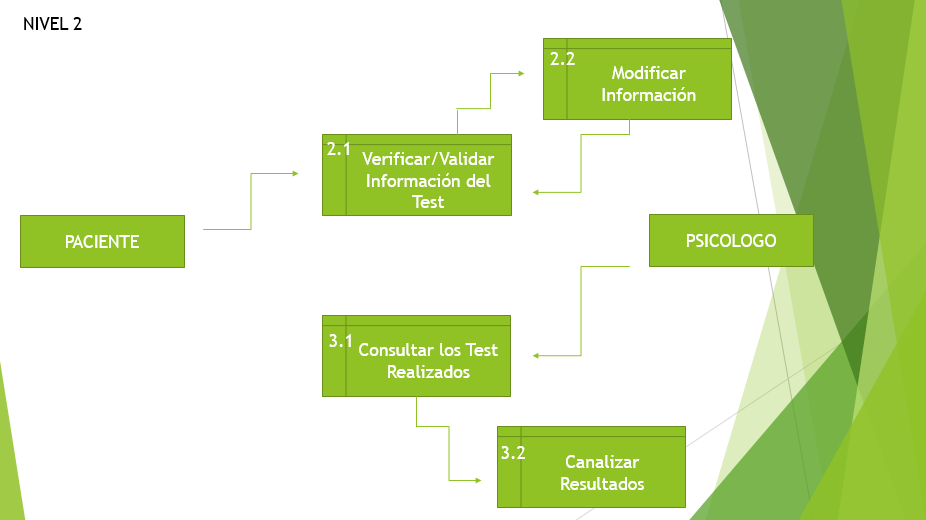 NIVEL 2
2.2
Modificar
Información
2.1
Verificar/Validar
Información del
Test
PACIENTE
PSICOLOGO
3.1
Consultar los Test
Realizados
3.2
Canalizar
Resultados